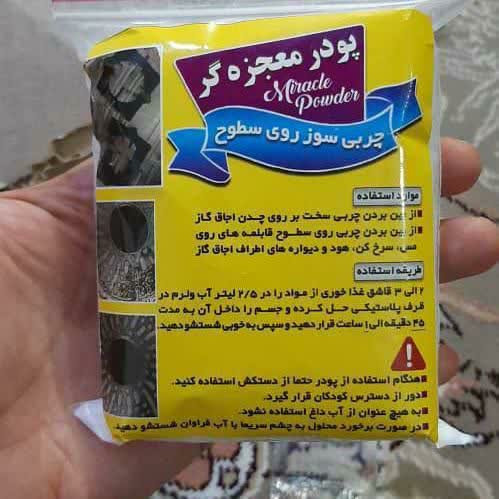 پودر معجزه گر
Miracle
Powder
چربی سوز روی سطوح
موارد استفاده
از بین بردن چربی سخت بر روی چدن اجاق گاز
از بین بردن چربی روی سطوح قابلمه های روی
مس، سرخ کن، هود و دیواره های اطراف اجاق گاز
طریقه استفاده
۲ الی ۳ قاشق غذا خوری از مواد را در ۲/۵ لیتر آب ولرم در
ظرف پلاستیکی حل کرده و جسم را داخل آن به مدت
۴۵ دقیقه الی ۱ ساعت قرار دهید و سپس به خوبی شستشو دهید.
هنگام استفاده از پودر حتما از دستکش استفاده کنید.
دور از دسترس کودکان قرار گیرد.
به هیچ عنوان از آب داغ استفاده نشود.
در صورت برخورد محلول به چشم سریعا با آب فراوان شستشو دهید.